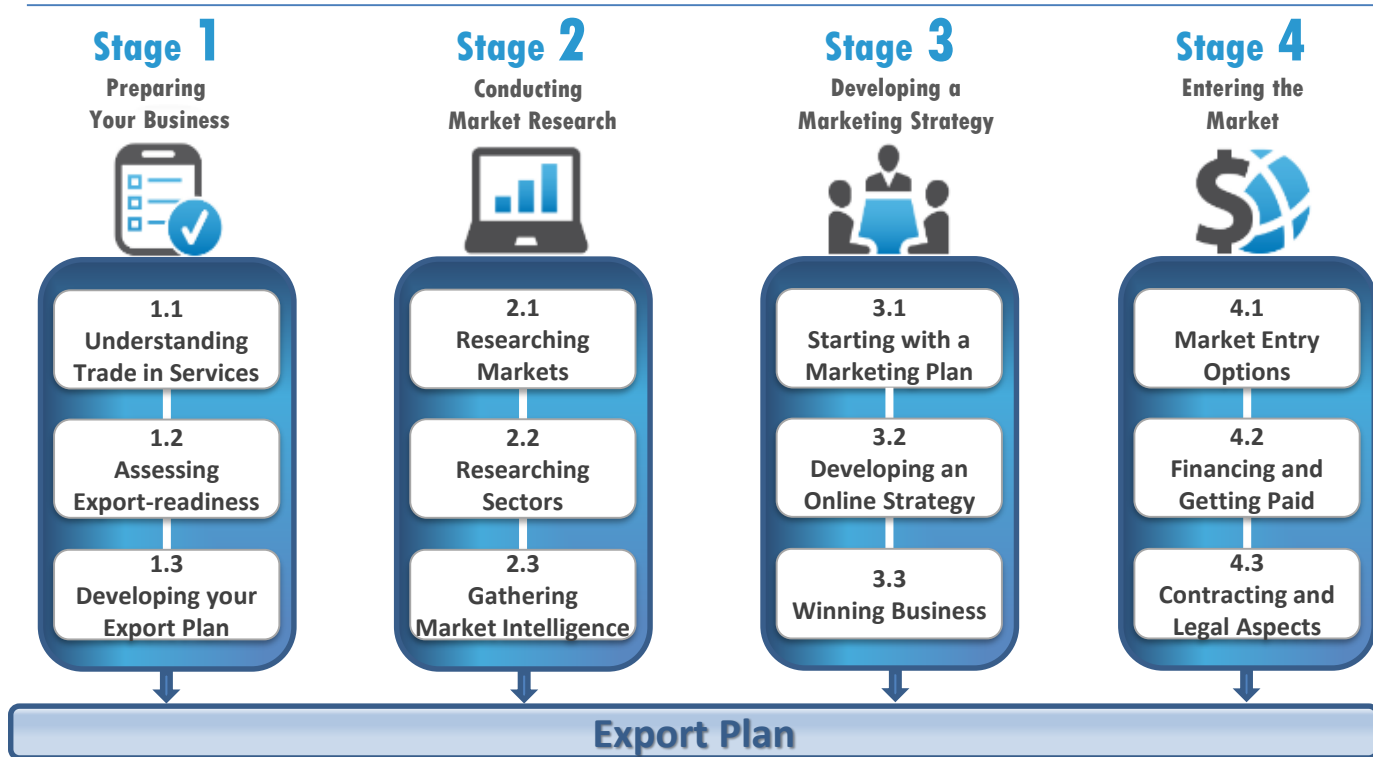 Stage 1
Preparing
Your Business
1.1
Understanding
Trade in Services
1.2
Assessing
Export-readiness
1.3
Developing your
Export Plan
Stage 2
Conducting
Market Research
2.1
Researching
Markets
2.2
Researching
Sectors
2.3
Gathering
Market Intelligence
Stage 3
Developing a
Marketing Strategy
3.1
Starting with a
Marketing Plan
3.2
Developing an
Online Strategy
3.3
Winning Business
Stage 4
Entering the
Market
4.1
Market Entry
Options
4.2
Financing and
Getting Paid
4.3
Contracting and
Legal Aspects
Export Plan